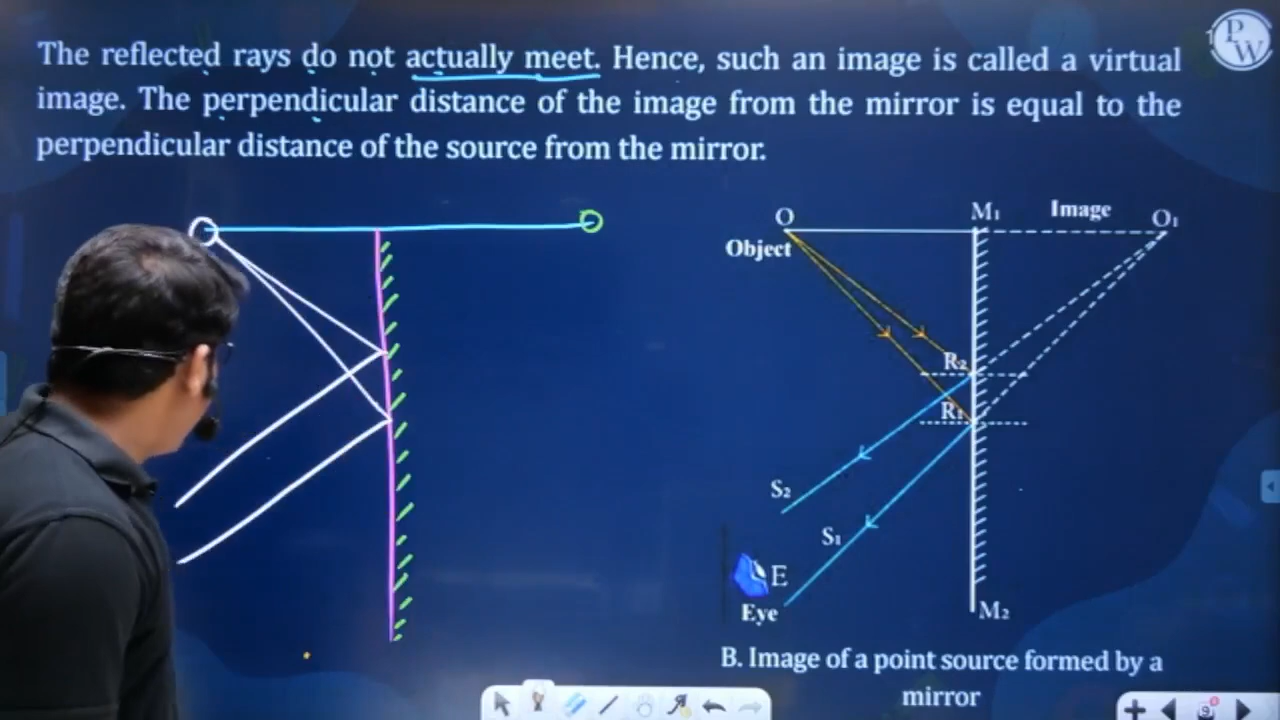 The reflected rays do not actually meet. Hence, such an image is called a virtual
image. The perpendicular distance of the image from the mirror is equal to the
perpendicular distance of the source from the mirror.
P
W
O
M₁
Image
O₁
Object
R₂
R₁
S₂
S₁
E
Eye
M₂
B. Image of a point source formed by a
mirror
9